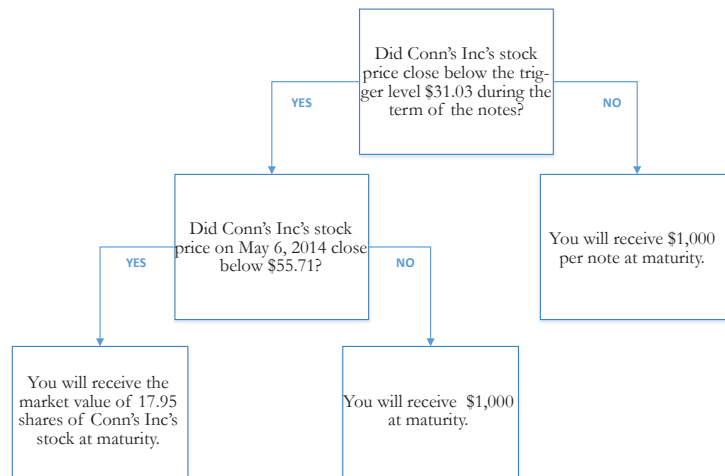 Did Conn's Inc's stock
price close below the trig-
ger level $31.03 during the
term of the notes?
YES
NO
Did Conn's Inc's stock
price on May 6, 2014 close
below $55.71?
You will receive $1,000
per note at maturity.
YES
NO
You will receive the
market value of 17.95
shares of Conn's Inc's
stock at maturity.
You will receive $1,000
at maturity.